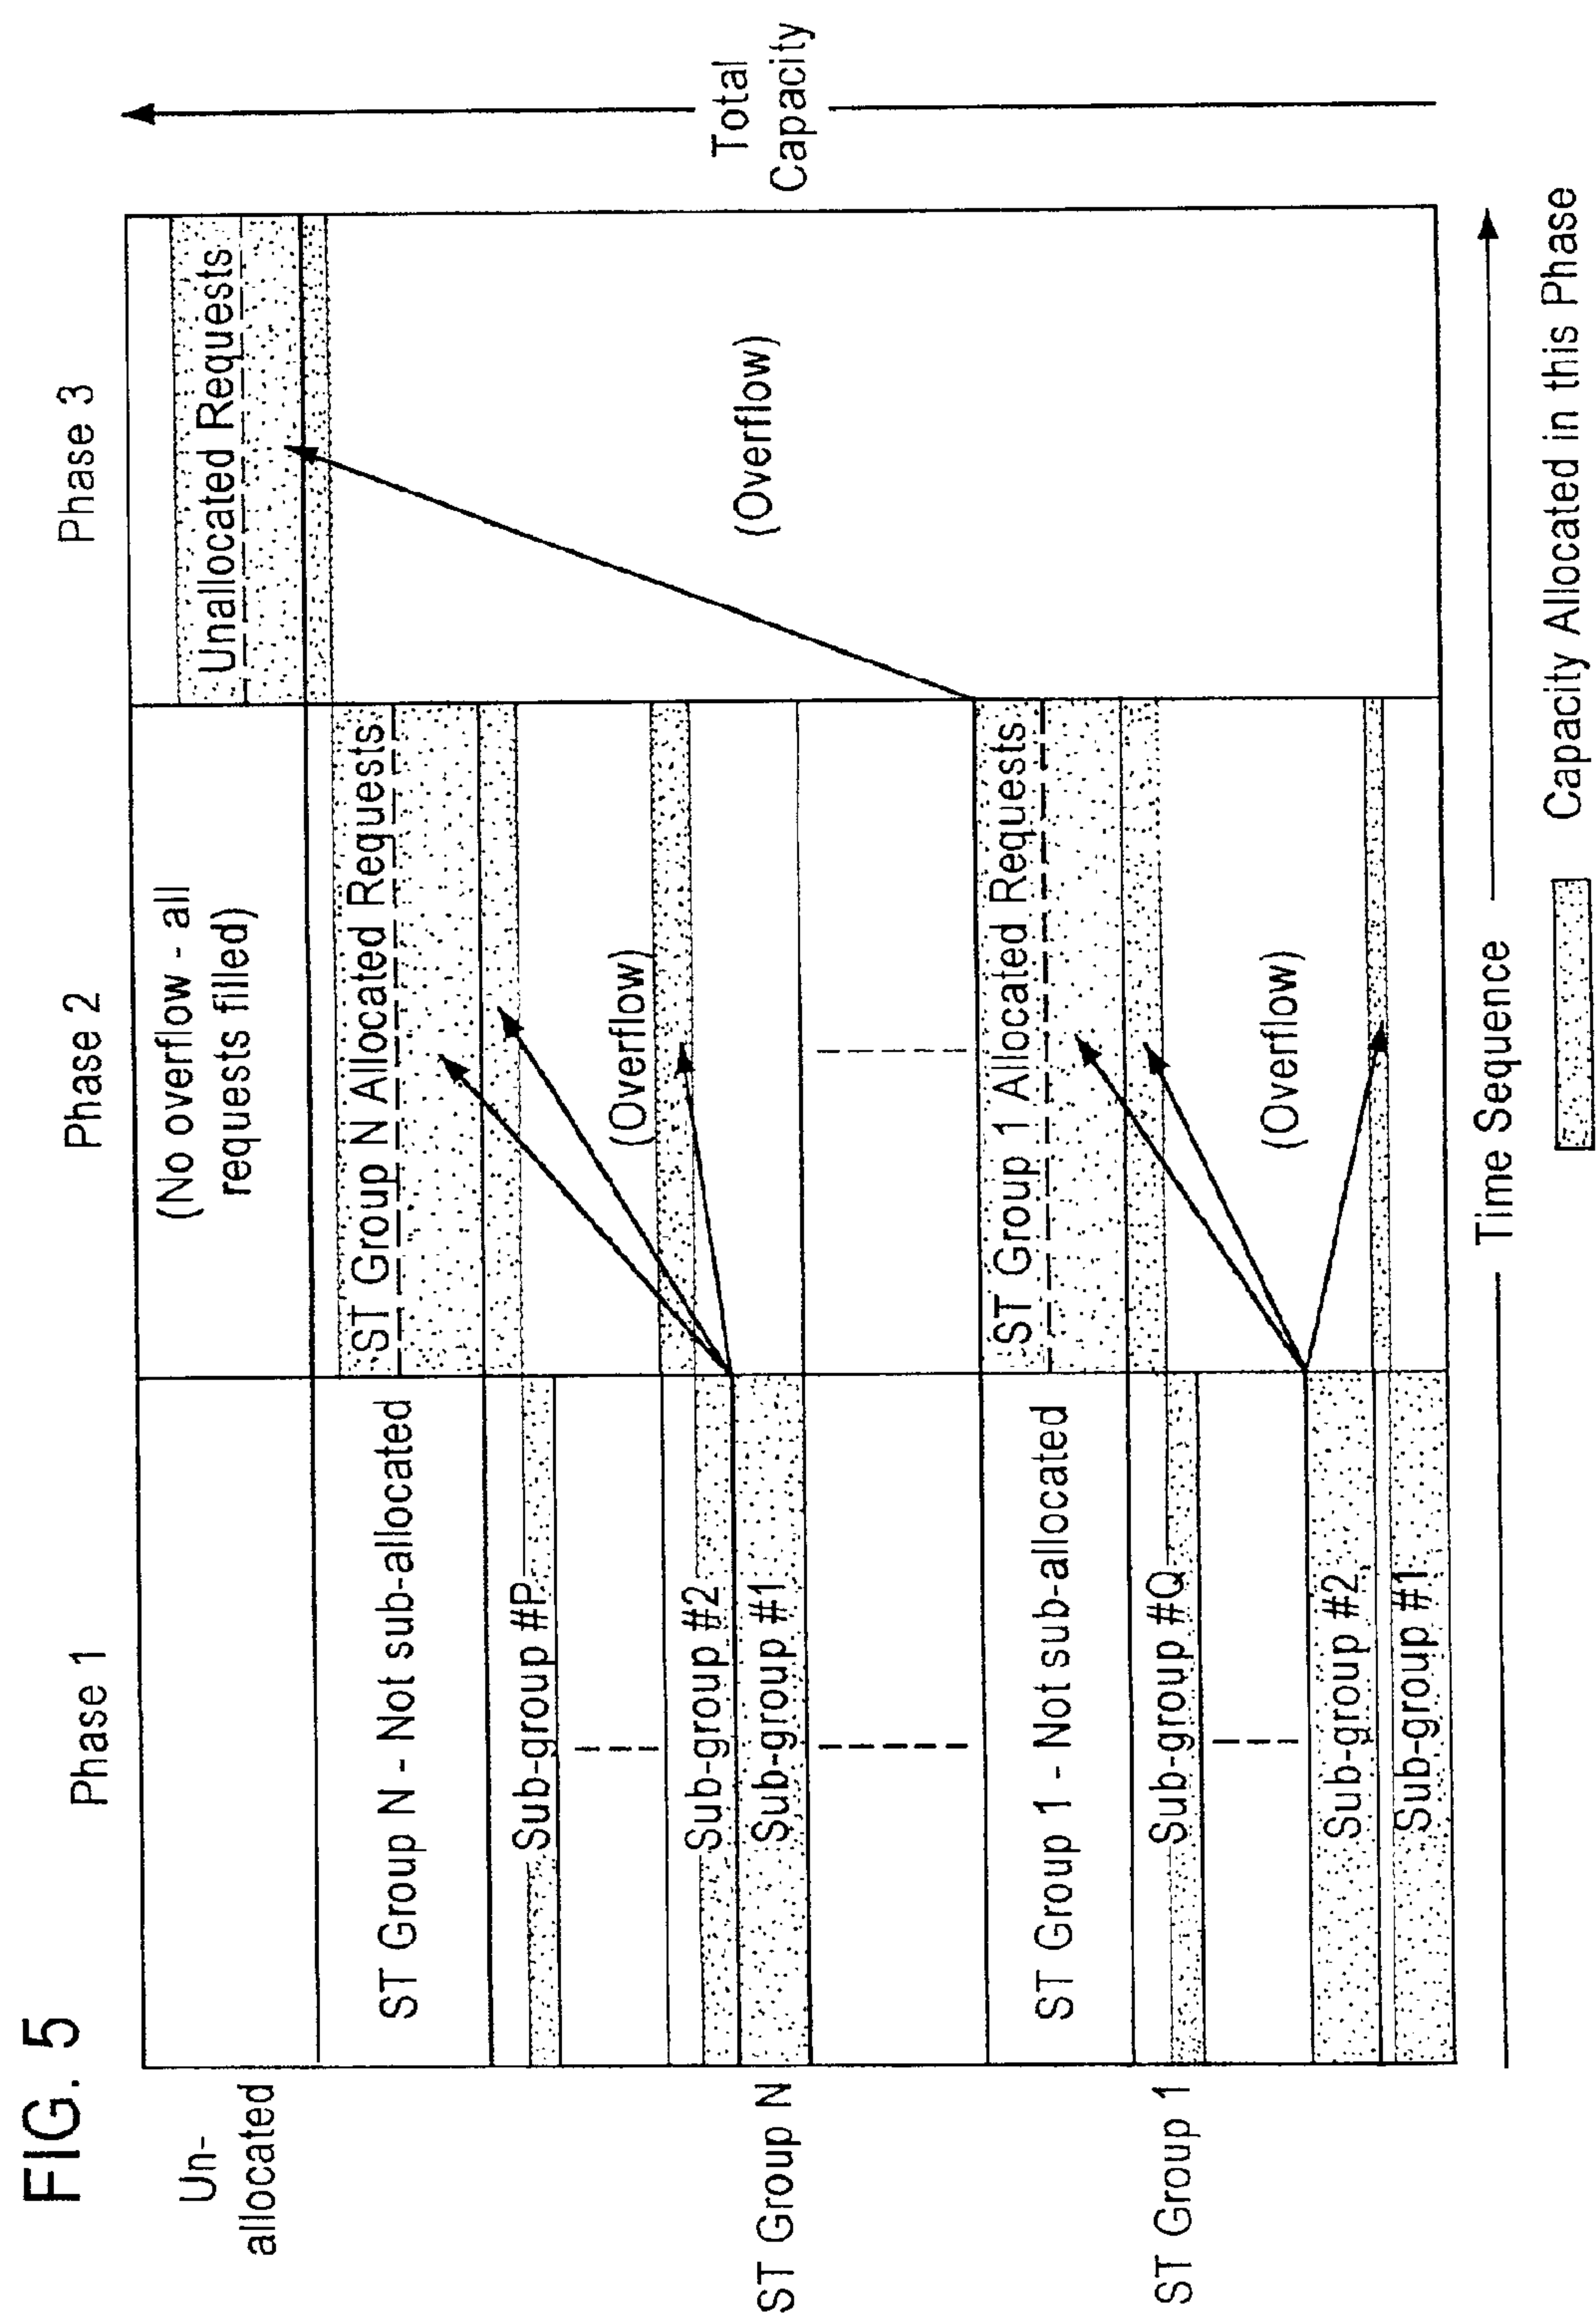 FIG. 5
Phase 1
Phase 2
Phase 3
Un-
allocated
(No overflow - all
requests filled)
Unallocated Requests
ST Group N - Not sub-allocated
ST Group N Allocated Requests
Sub-group #P
(Overflow)
(Overflow)
Total
Capacity
ST Group N
Sub-group #2
Sub-group #1
ST Group 1 - Not sub-allocated
ST Group 1 Allocated Requests
ST Group 1
Sub-group #Q
(Overflow)
Sub-group #2
Sub-group #1
Time Sequence
Capacity Allocated in this Phase